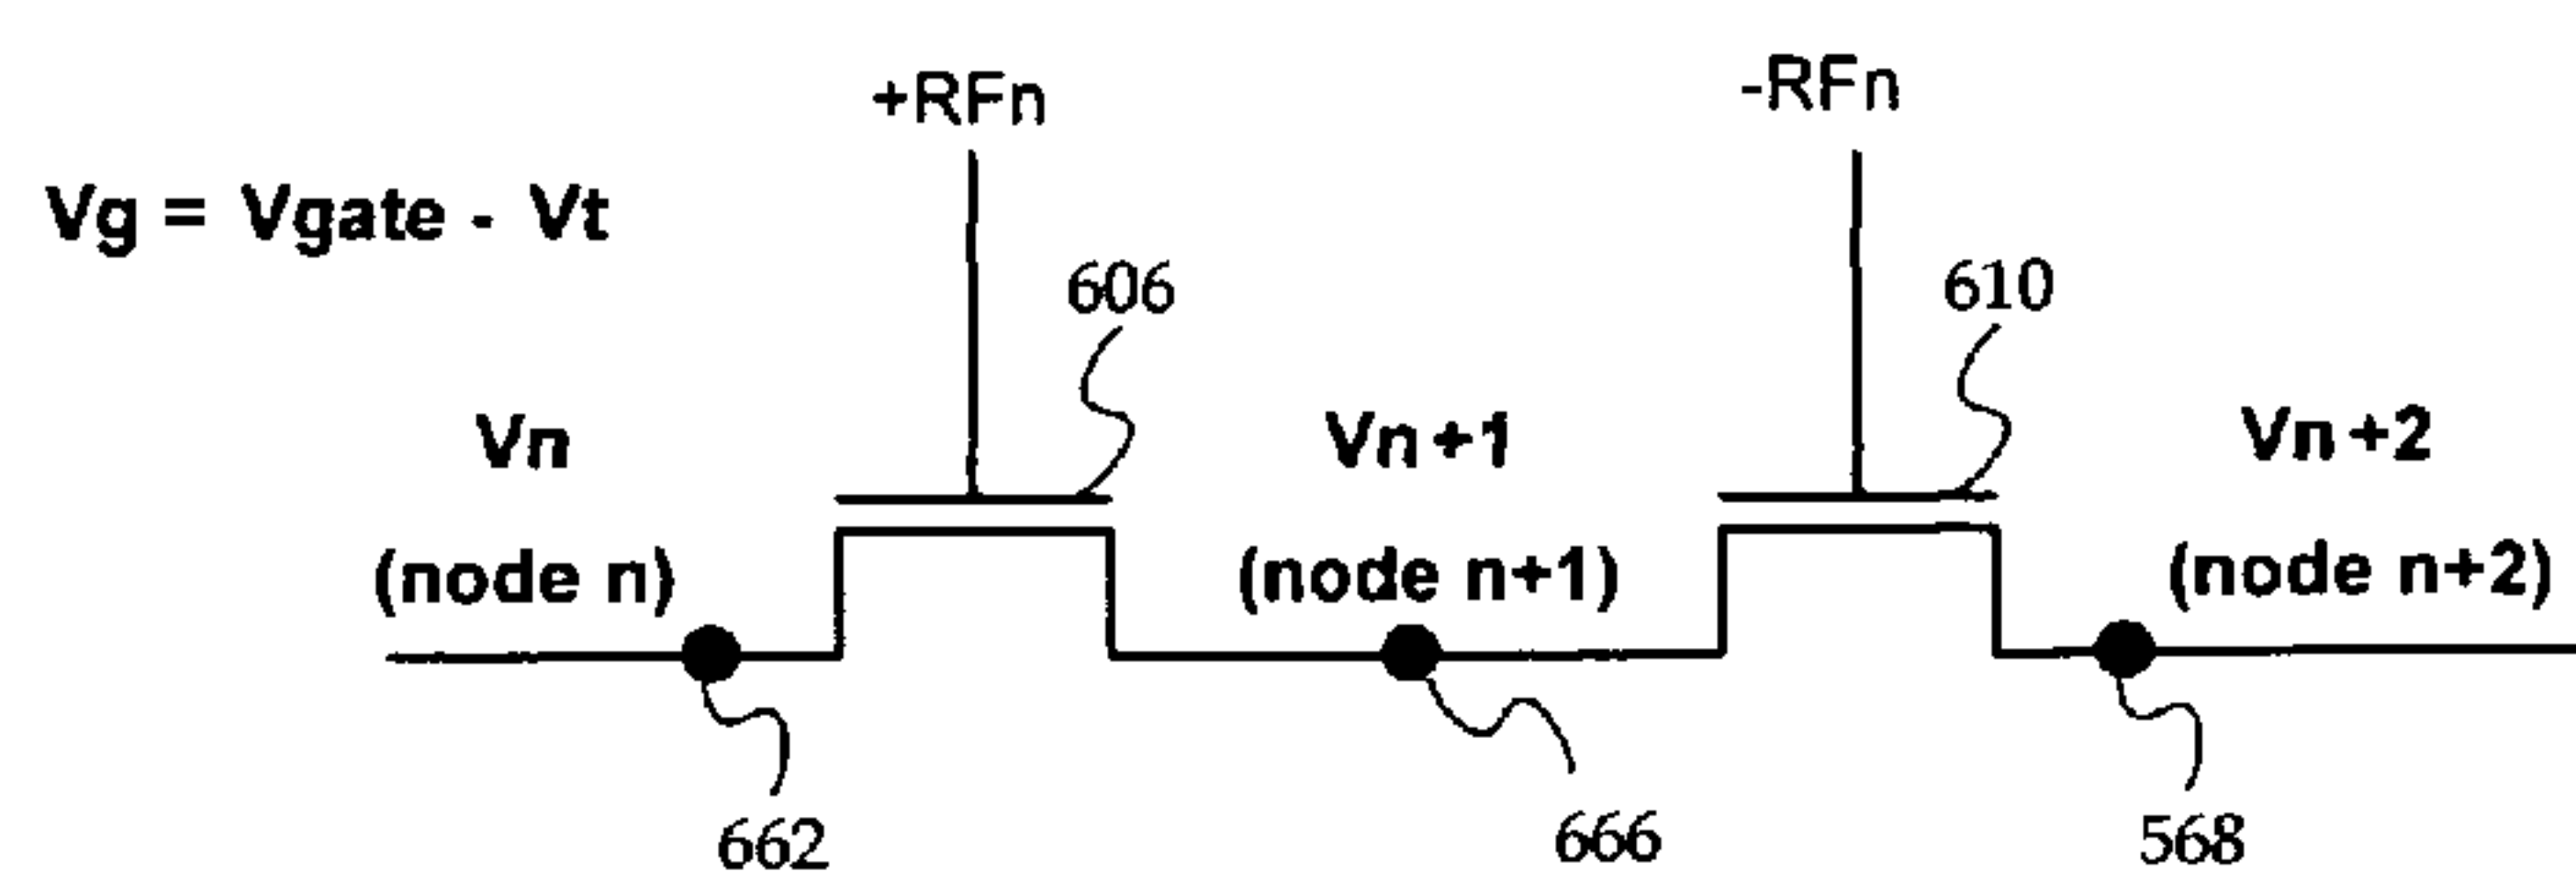 +RFn
-RFn
Vg = Vgate - Vt
606
610
Vn
Vn+1
Vn+2
(node n)
(node n+1)
(node n+2)
662
666
568